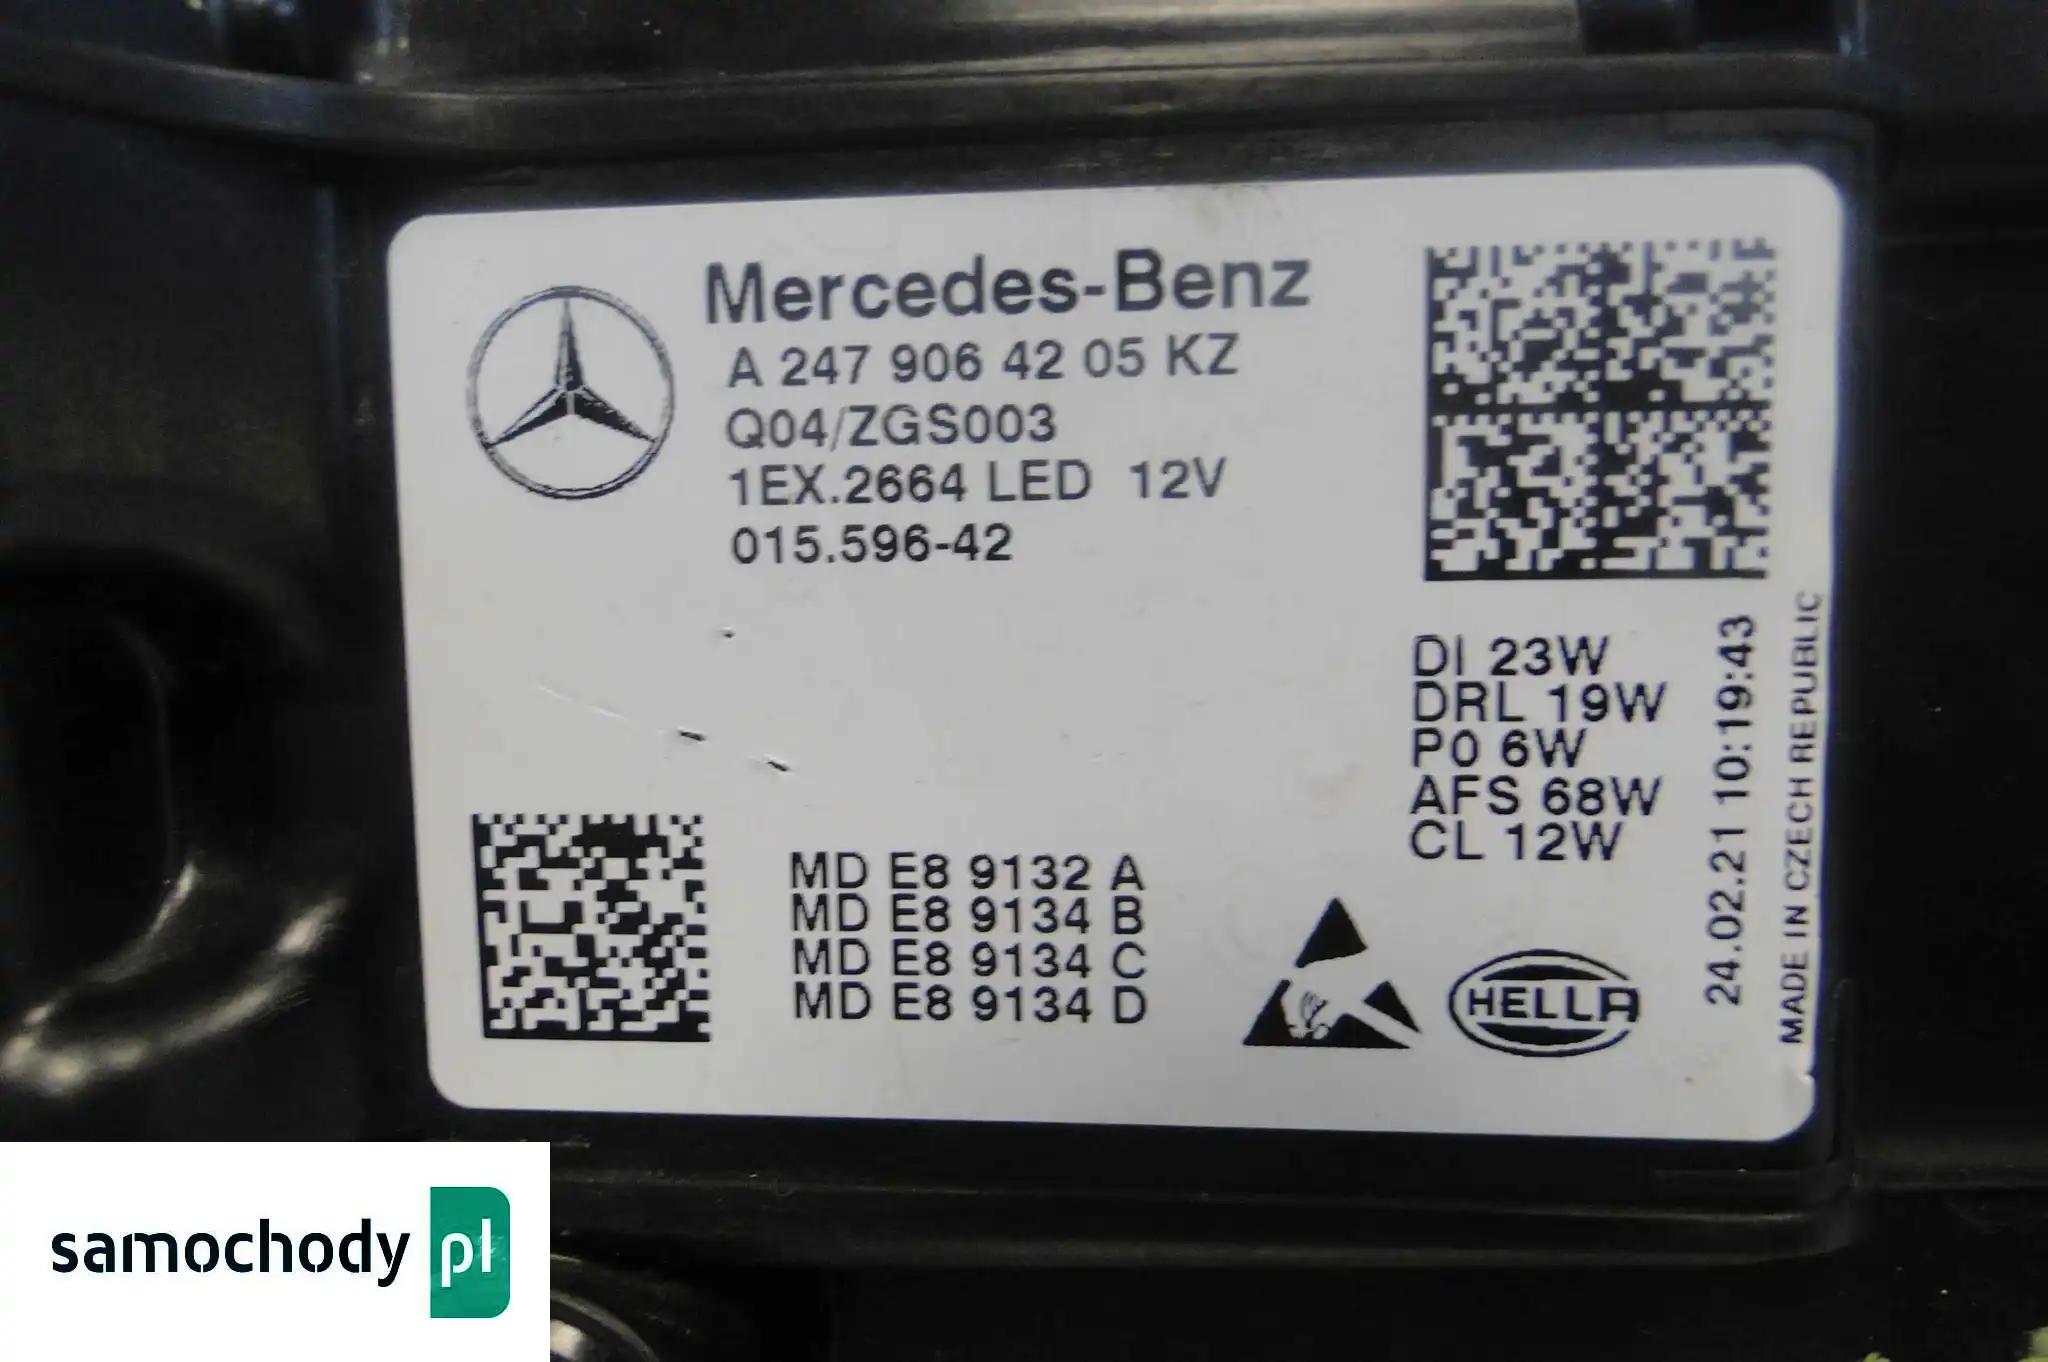 Mercedes-Benz
A 247 906 42 05 KZ
Q04/ZGS003
1EX.2664 LED 12V
015.596-42
DI 23W
DRL 19W
P0 6W
AFS 68W
CL 12W
24.02.21 10:19:43
MADE IN CZECH REPUBLIC
MD E8 9132 A
MD E8 9134 B
MD E8 9134 C
MD E8 9134 D
HELLA
samochody pl